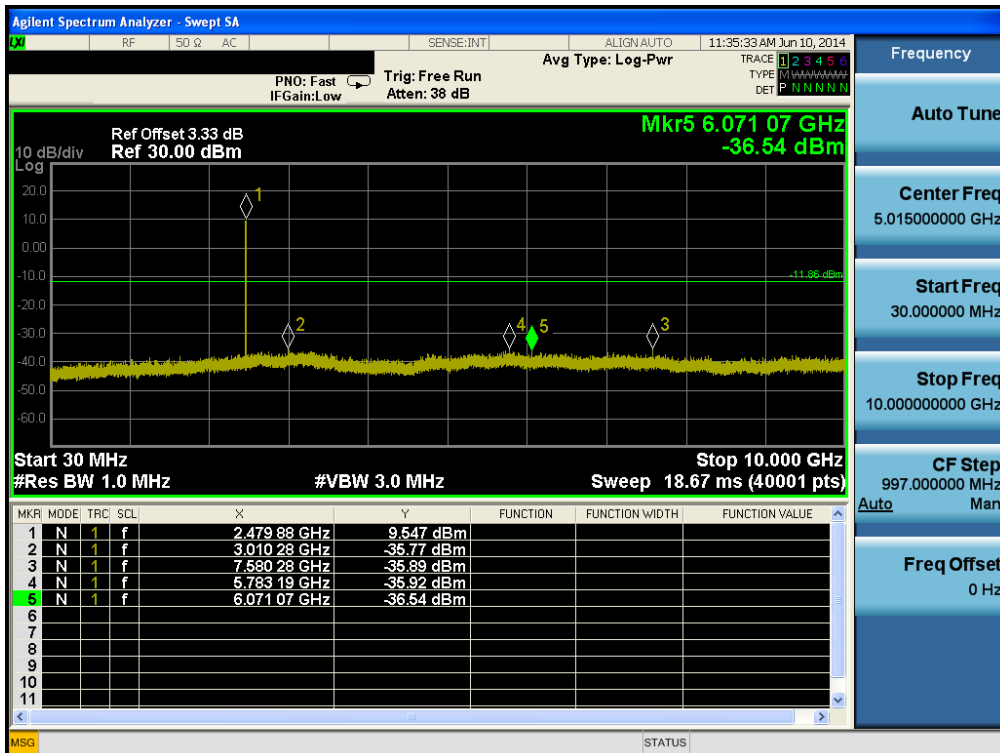 Agilent Spectrum Analyzer - Swept SA
LXI RF 50 Ω AC SENSE:INT ALIGN AUTO 11:35:33 AM Jun 10, 2014
Frequency
Avg Type: Log-Pwr
TRACE 1 2 3 4 5 6
PNO: Fast Trig: Free Run
TYPE M
IFGain:Low Atten: 38 dB
DET P N N N N N
Auto Tune
Mkr5 6.071 07 GHz
-36.54 dBm
Ref Offset 3.33 dB
10 dB/div Ref 30.00 dBm
Log
20.0
10.0
0.00
-10.0
-20.0
-30.0
-40.0
-50.0
-60.0
1
2
4
5
3
-11.86 dBm
Start 30 MHz Stop 10.000 GHz
#Res BW 1.0 MHz #VBW 3.0 MHz Sweep 18.67 ms (40001 pts)
Center Freq
5.015000000 GHz
Start Freq
30.000000 MHz
Stop Freq
10.000000000 GHz
CF Step
997.000000 MHz
Auto Man
Freq Offset
0 Hz
MKR MODE TRC SCL X Y FUNCTION FUNCTION WIDTH FUNCTION VALUE
1 N 1 f 2.479 88 GHz 9.547 dBm
2 N 1 f 3.010 28 GHz -35.77 dBm
3 N 1 f 7.580 28 GHz -35.89 dBm
4 N 1 f 5.783 19 GHz -35.92 dBm
5 N 1 f 6.071 07 GHz -36.54 dBm
6
7
8
9
10
11
MSG STATUS